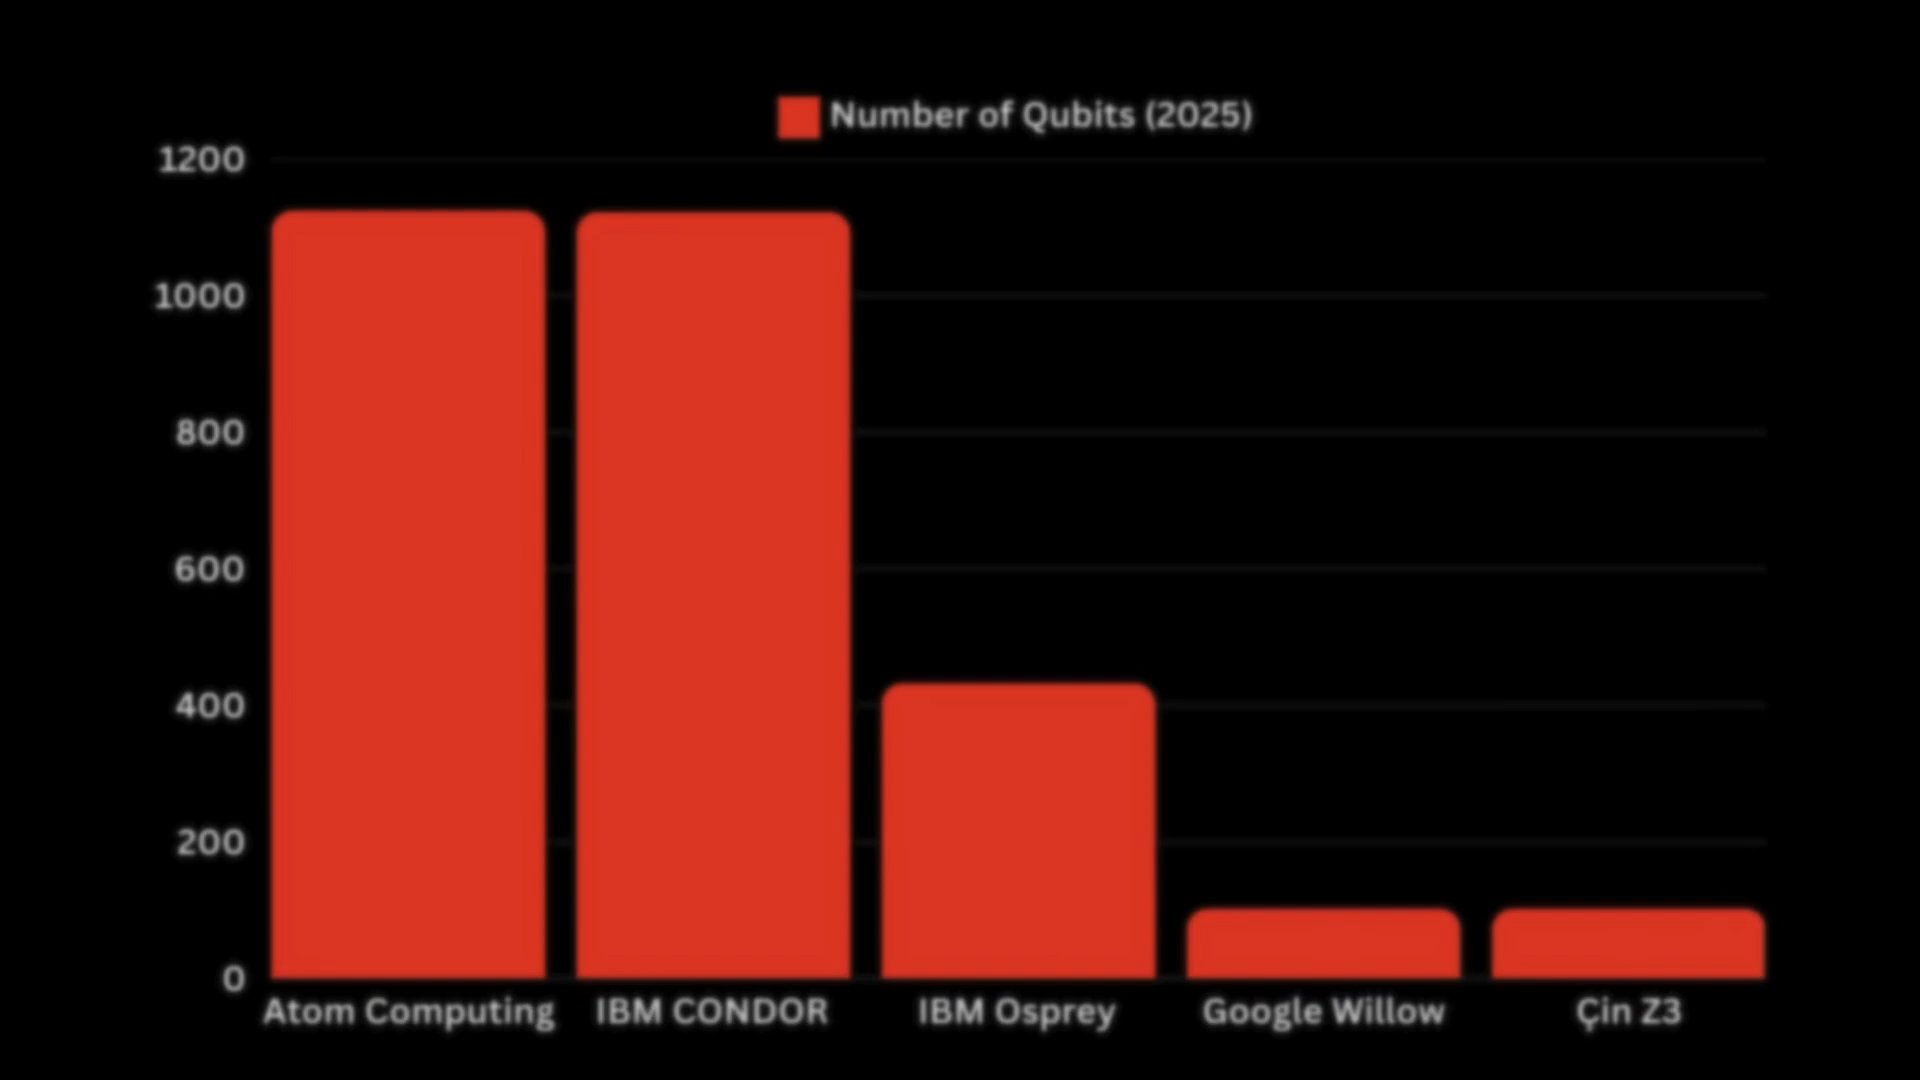 Number of Qubits (2025)
1200
1000
800
600
400
200
0
Atom Computing
IBM CONDOR
IBM Osprey
Google Willow
Çin Z3